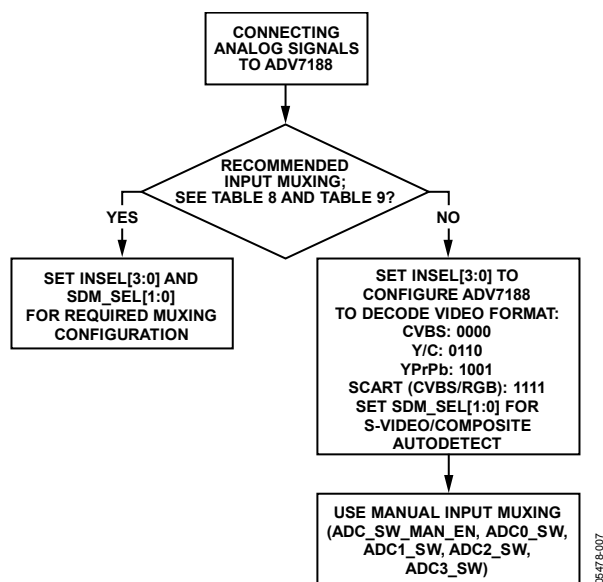 CONNECTING
ANALOG SIGNALS
TO ADV7188
RECOMMENDED
INPUT MUXING;
SEE TABLE 8 AND TABLE 9?
YES
NO
SET INSEL[3:0] AND
SDM_SEL[1:0]
FOR REQUIRED MUXING
CONFIGURATION
SET INSEL[3:0] TO
CONFIGURE ADV7188
TO DECODE VIDEO FORMAT:
CVBS: 0000
Y/C: 0110
YPrPb: 1001
SCART (CVBS/RGB): 1111
SET SDM_SEL[1:0] FOR
S-VIDEO/COMPOSITE
AUTODETECT
USE MANUAL INPUT MUXING
(ADC_SW_MAN_EN, ADC0_SW,
ADC1_SW, ADC2_SW,
ADC3_SW)